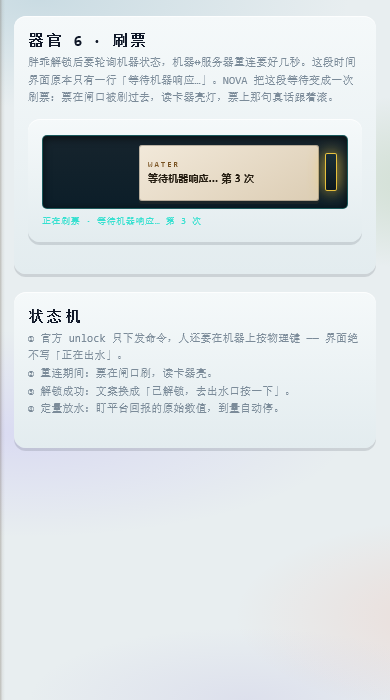 器官 6 · 刷票
胖乖解锁后要轮询机器状态，机器↔服务器重连要好几秒。这段时间
界面原本只有一行「等待机器响应…」。NOVA 把这段等待变成一次
刷票：票在闸口被刷过去，读卡器亮灯，票上那句真话跟着滚。
WATER
等待机器响应… 第 3 次
正在刷票 · 等待机器响应… 第 3 次
状态机
① 官方 unlock 只下发命令，人还要在机器上按物理键 —— 界面绝
不写「正在出水」。
② 重连期间：票在闸口刷，读卡器亮。
③ 解锁成功：文案换成「已解锁，去出水口按一下」。
④ 定量放水：盯平台回报的原始数值，到量自动停。